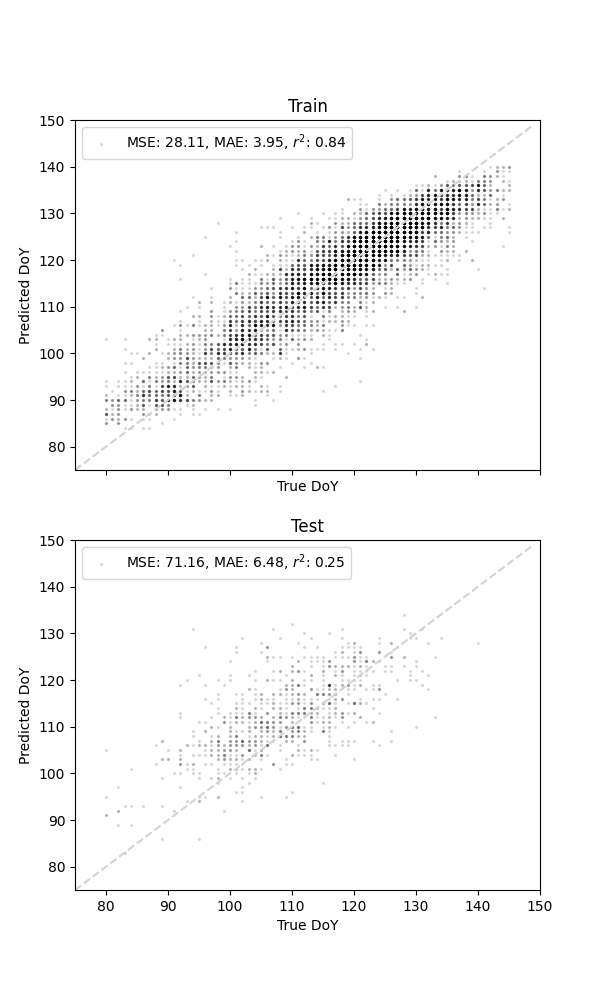 Train
MSE: 28.11, MAE: 3.95, r²: 0.84
150
140
130
120
110
100
90
80
Predicted DoY
True DoY
Test
MSE: 71.16, MAE: 6.48, r²: 0.25
150
140
130
120
110
100
90
80
Predicted DoY
80 90 100 110 120 130 140 150
True DoY